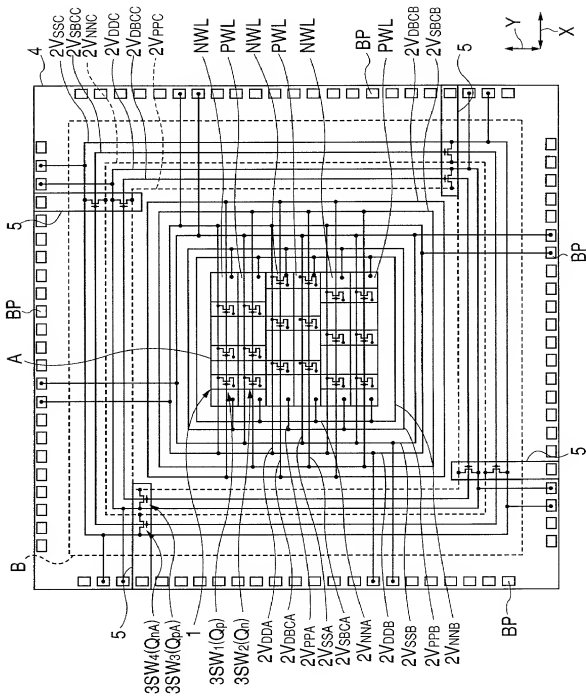 4
2VSSC
2VSBCC
2VNNC
2VDDC
2VDBCC
2VPPC
NWL
PWL
NWL
PWL
NWL
BP
PWL
2VDBCB
2VSBCB
5
Y
X
5
BP
A
B
BP
5
5
3SW4(QnA)
3SW3(QpA)
1
3SW1(Qp)
3SW2(Qn)
2VDDA
2VDBCA
2VPPA
2VSSA
2VSBCA
2VNNA
2VDDB
2VSSB
2VPPB
2VNNB
BP